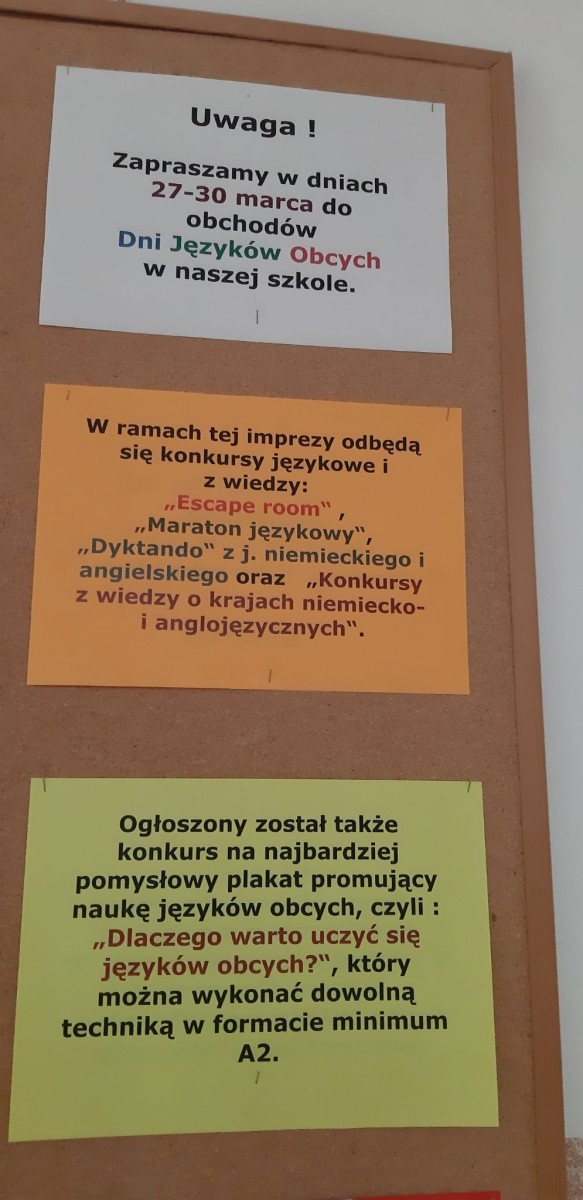 Uwaga !
Zapraszamy w dniach
27-30 marca do
obchodów
Dni Języków Obcych
w naszej szkole.
W ramach tej imprezy odbędą
się konkursy językowe i
z wiedzy:
„Escape room“ ,
„Maraton językowy“,
„Dyktando“ z j. niemieckiego i
angielskiego oraz „Konkursy
z wiedzy o krajach niemiecko-
i anglojęzycznych“.
Ogłoszony został także
konkurs na najbardziej
pomysłowy plakat promujący
naukę języków obcych, czyli :
„Dlaczego warto uczyć się
języków obcych?“, który
można wykonać dowolną
techniką w formacie minimum
A2.